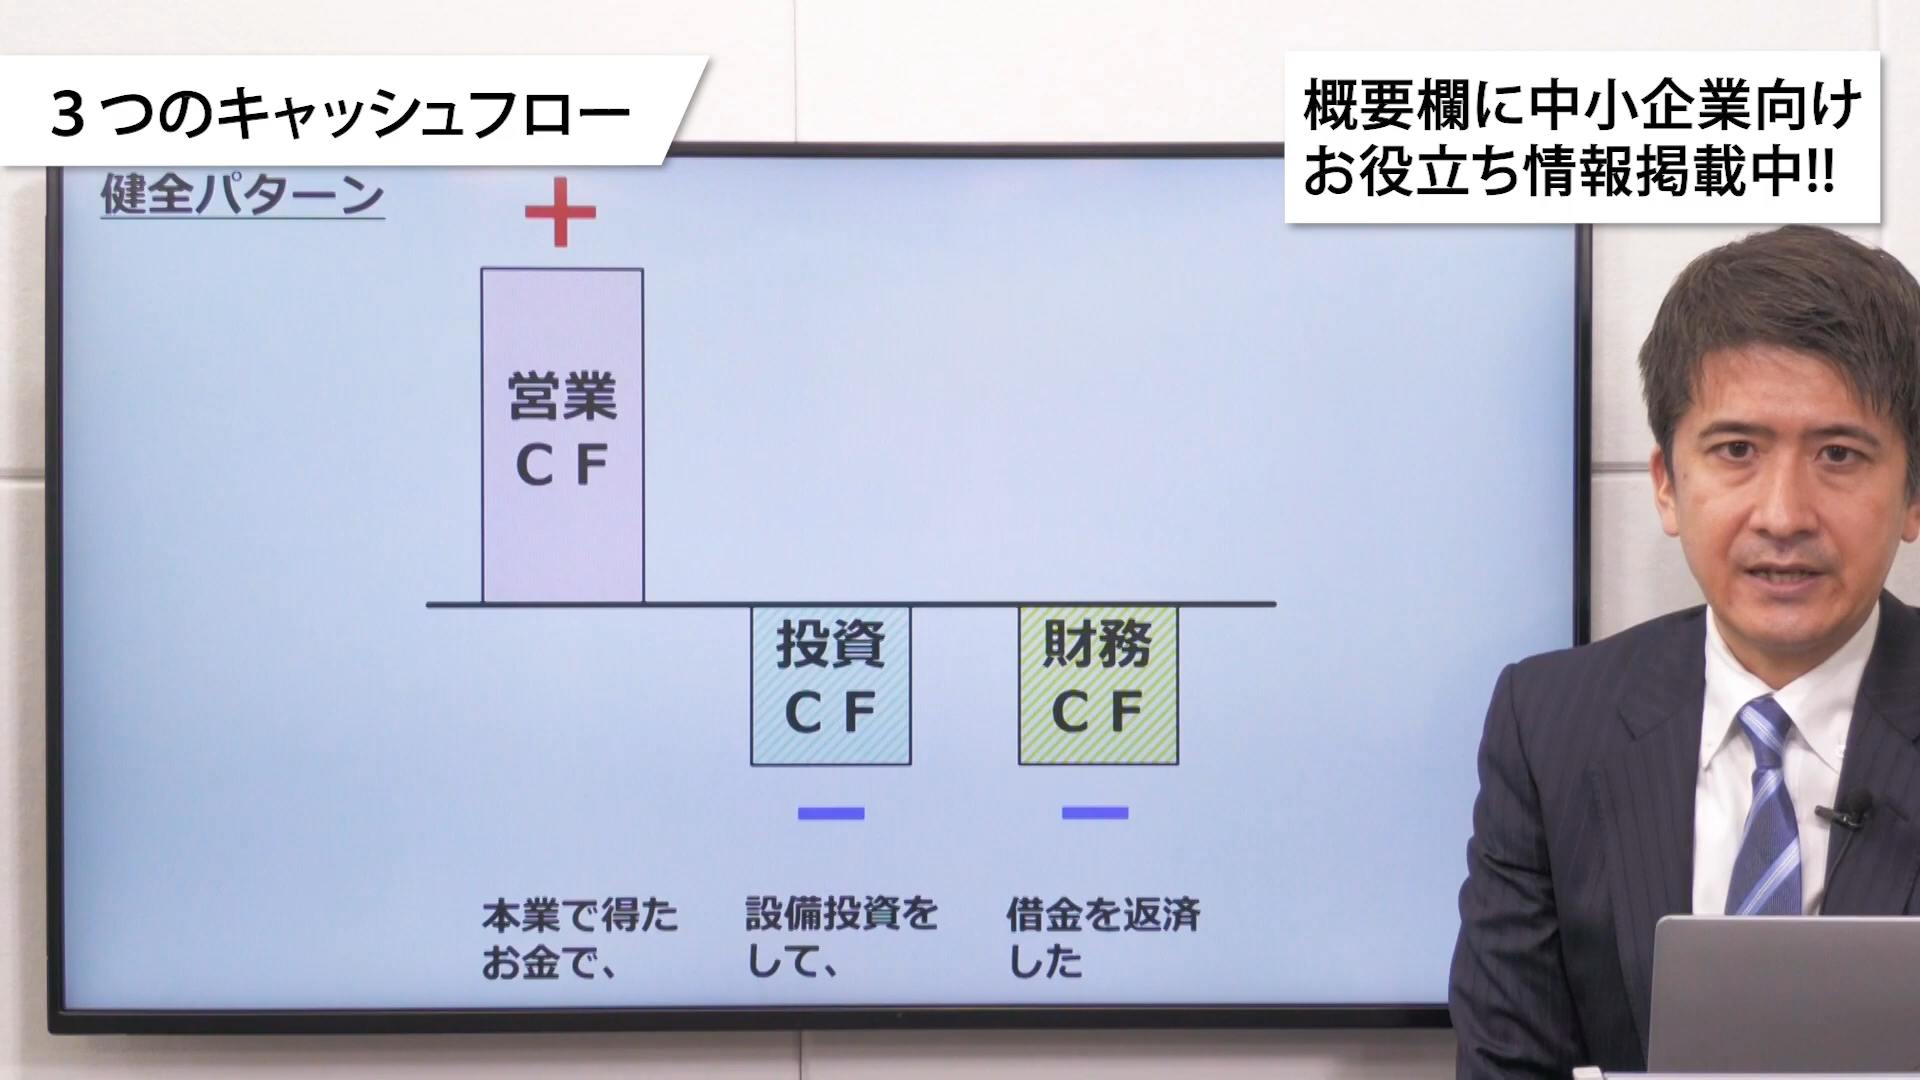 ３つのキャッシュフロー
概要欄に中小企業向け
お役立ち情報掲載中!!
健全パターン
＋
営業
ＣＦ
投資
ＣＦ
財務
ＣＦ
ー
ー
本業で得た
お金で、
設備投資を
して、
借金を返済
した